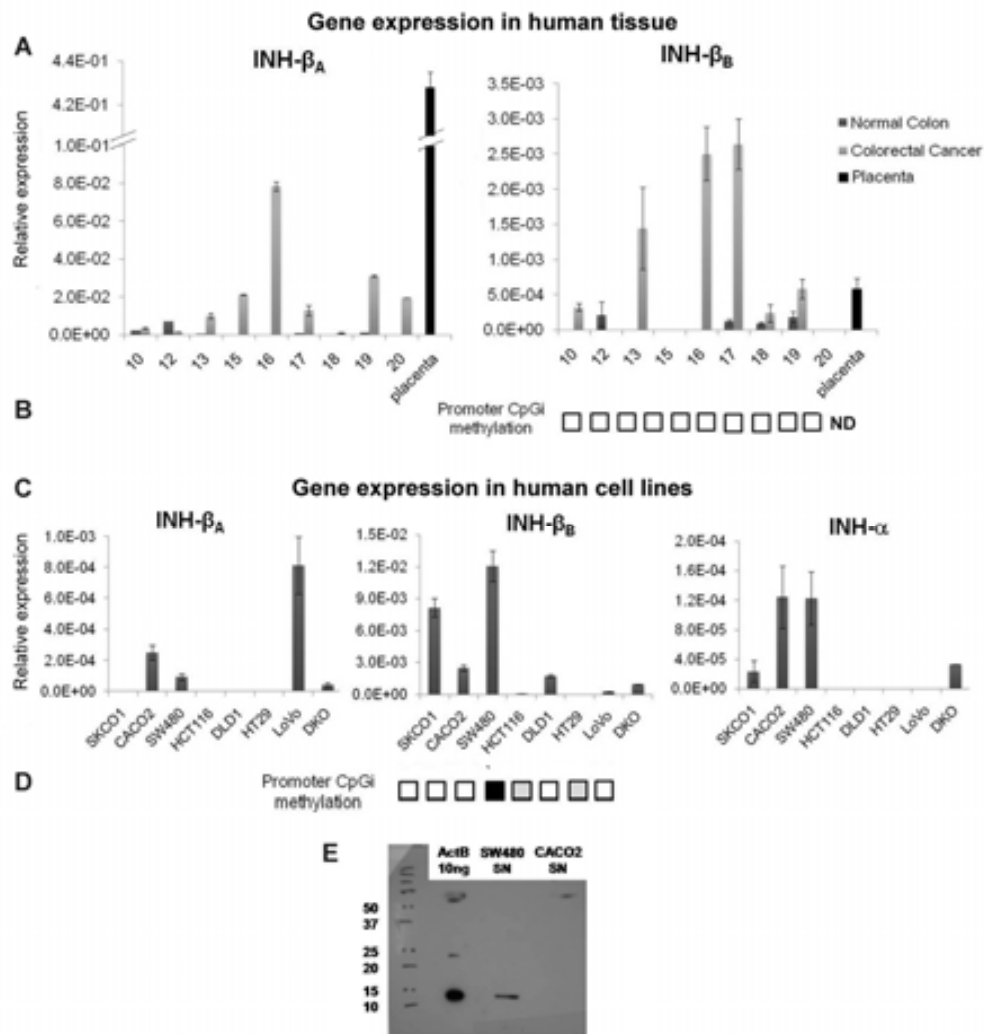 Gene expression in human tissue
A
INH-βA
INH-βB
Relative expression
4.4E-01
4.2E-01
1.0E-01
8.0E-02
6.0E-02
4.0E-02
2.0E-02
0.0E+00
10 12 13 15 16 17 18 19 20 placenta
3.5E-03
3.0E-03
2.5E-03
2.0E-03
1.5E-03
1.0E-03
5.0E-04
0.0E+00
10 12 13 15 16 17 18 19 20 placenta
Normal Colon
Colorectal Cancer
Placenta
B
Promoter CpGi
methylation
ND
C
Gene expression in human cell lines
INH-βA
INH-βB
INH-α
Relative expression
1.0E-03
8.0E-04
6.0E-04
4.0E-04
2.0E-04
0.0E+00
SKCO1 CACO2 SW480 HCT116 DLD1 HT29 LoVo DKO
1.5E-02
1.2E-02
9.0E-03
6.0E-03
3.0E-03
0.0E+00
SKCO1 CACO2 SW480 HCT116 DLD1 HT29 LoVo DKO
2.0E-04
1.6E-04
1.2E-04
8.0E-05
4.0E-05
0.0E+00
SKCO1 CACO2 SW480 HCT116 DLD1 HT29 LoVo DKO
D
Promoter CpGi
methylation
E
ActB SW480 CACO2
10ng SN SN
50
37
25
20
15
10